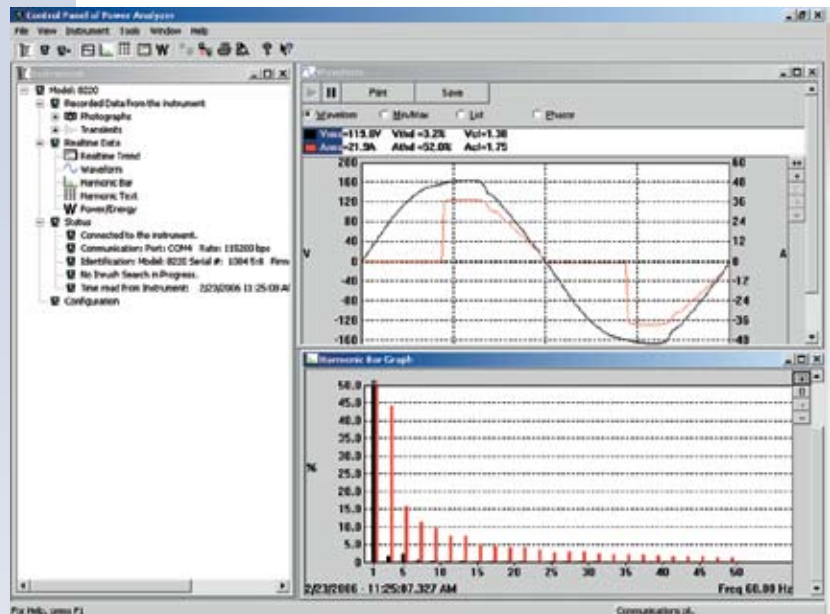 Control Panel of Power Analyzer
File View Instrument Tools Window Help
Model: 8220
Recorded Data from the instrument
Photographs
Transients
Realtime Data
Realtime Trend
Waveform
Harmonic Bar
Harmonic Text
Power/Energy
Status
Connected to the instrument.
Communication: Port: COM4 Rate: 115200 bps
Identification: Model: 8220 Serial #:
No Inrush Search in Progress.
Time read from Instrument: 2/23/2006 11:25:09 AM
Configuration
Waveform
Print Save
Waveform Min/Max List Phasor
Vrms=119.0V Vthd=3.2% Vcf=1.38
Arms=21.9A Athd=52.0% Acf=1.75
200 60
160 48
120 36
80 24
40 12
V 0 0 A
-40 -12
-80 -24
-120 -36
-160 -48
Harmonic Bar Graph
50.0
45.0
40.0
35.0
30.0
25.0
%
20.0
15.0
10.0
5.0
.0
1 5 10 15 20 25 30 35 40 45 50
2/23/2006 - 11:25:07.327 AM Freq 60.00 Hz
For Help, press F1 Communications ok.